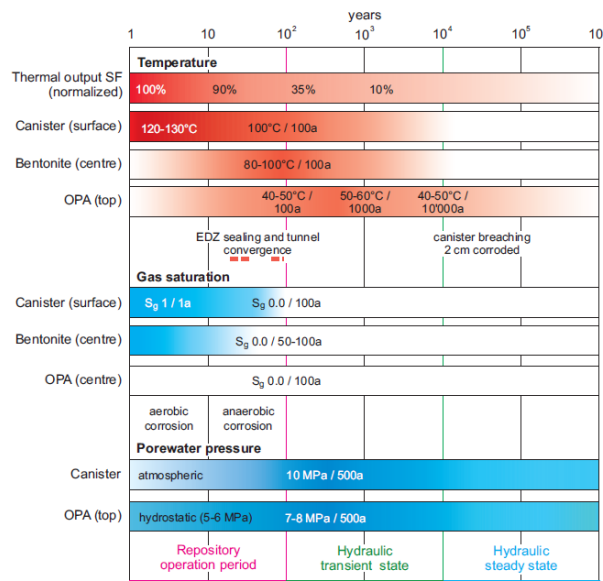 years
1 10 10² 10³ 10⁴ 10⁵ 10⁶
Temperature
Thermal output SF
(normalized)
100% 90% 35% 10%
Canister (surface)
120-130°C 100°C / 100a
Bentonite (centre)
80-100°C / 100a
OPA (top)
40-50°C / 50-60°C / 40-50°C /
100a 1000a 10'000a
EDZ sealing and tunnel canister breaching
convergence 2 cm corroded
Gas saturation
Canister (surface)
Sg 1 / 1a Sg 0.0 / 100a
Bentonite (centre)
Sg 0.0 / 50-100a
OPA (centre)
Sg 0.0 / 100a
aerobic anaerobic
corrosion corrosion
Porewater pressure
Canister
atmospheric 10 MPa / 500a
OPA (top)
hydrostatic (5-6 MPa) 7-8 MPa / 500a
Repository Hydraulic Hydraulic
operation period transient state steady state